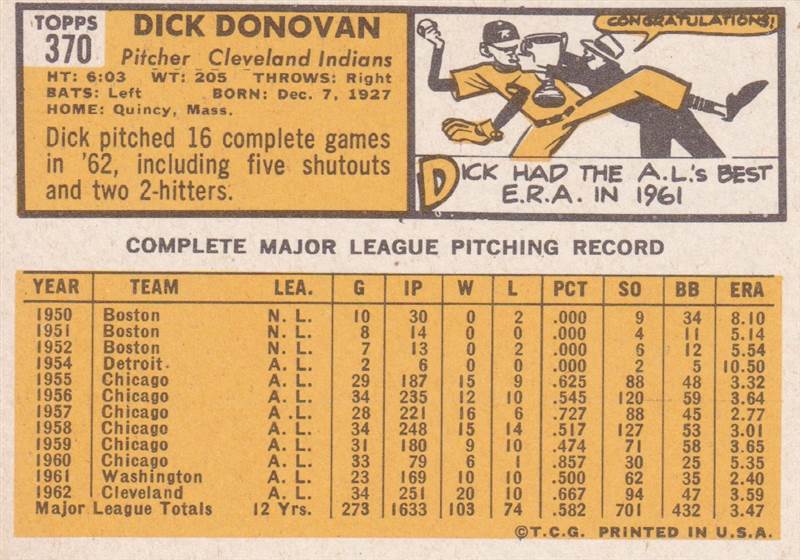 TOPPS
370
DICK DONOVAN
Pitcher Cleveland Indians
HT: 6:03 WT: 205 THROWS: Right
BATS: Left BORN: Dec. 7, 1927
HOME: Quincy, Mass.
Dick pitched 16 complete games
in '62, including five shutouts
and two 2-hitters.
CONGRATULATIONS!
DICK HAD THE A.L.'s BEST
E.R.A. IN 1961
COMPLETE MAJOR LEAGUE PITCHING RECORD
YEAR TEAM LEA. G IP W L PCT SO BB ERA
1950 Boston N. L. 10 30 0 2 .000 9 34 8.10
1951 Boston N. L. 8 14 0 0 .000 4 11 5.14
1952 Boston N. L. 7 13 0 2 .000 6 12 5.54
1954 Detroit A. L. 2 6 0 0 .000 2 5 10.50
1955 Chicago A. L. 29 187 15 9 .625 88 48 3.32
1956 Chicago A. L. 34 235 12 10 .545 120 59 3.64
1957 Chicago A .L. 28 221 16 6 .727 88 45 2.77
1958 Chicago A. L. 34 248 15 14 .517 127 53 3.01
1959 Chicago A. L. 31 180 9 10 .474 71 58 3.65
1960 Chicago A. L. 33 79 6 1 .857 30 25 5.35
1961 Washington A. L. 23 169 10 10 .500 62 35 2.40
1962 Cleveland A. L. 34 251 20 10 .667 94 47 3.59
Major League Totals 12 Yrs. 273 1633 103 74 .582 701 432 3.47
©T.C.G. PRINTED IN U.S.A.